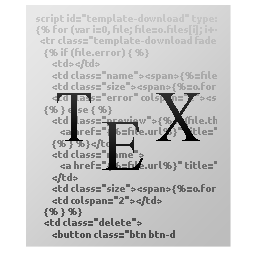 script id="template-download" type:
{% for (var i=0, file; file=o.files[i]; i+
<tr class="template-download fade
{% if (file.error) { %}
<td></td>
<td class="name"><span>{%=file
<td class="size"><span>{%=o.for
<td class="error" colspan="2"><s
{% } else { %}
<td class="preview">{% if (file.th
<a href="{%=file.url%}" title="
{% } %}</td>
<td class="name">
<a href="{%=file.url%}" title="
</td>
<td class="size"><span>{%=o.for
<td colspan="2"></td>
{% } %}
<td class="delete">
<button class="btn btn-d
TEX